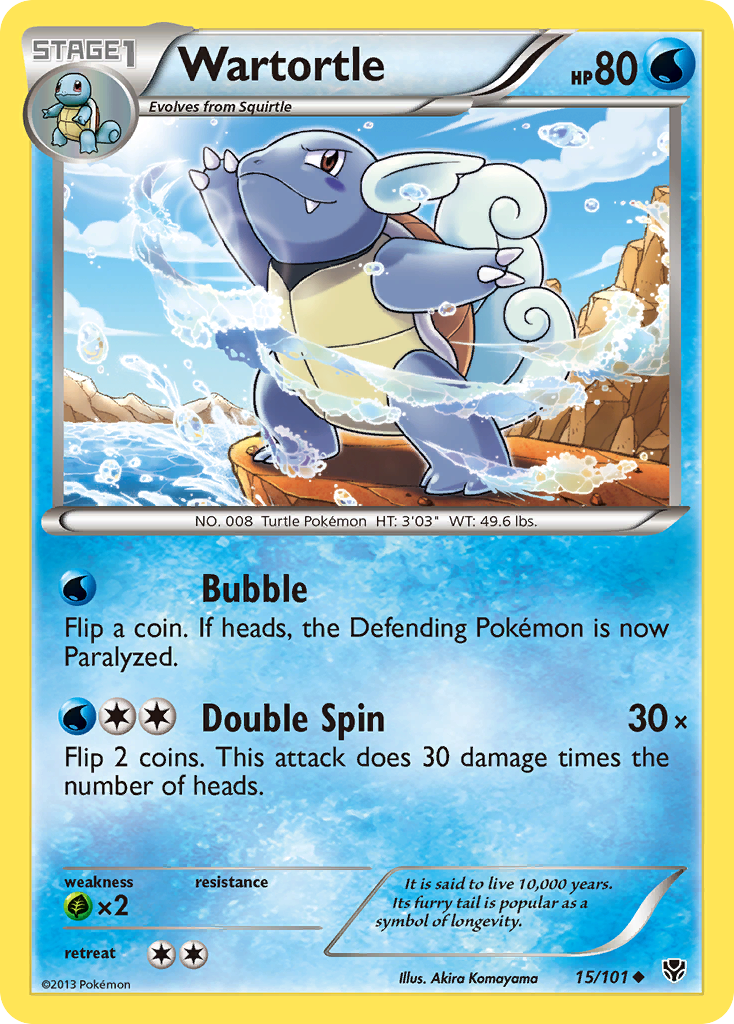 STAGE1
Wartortle
HP80
Evolves from Squirtle
NO. 008 Turtle Pokémon HT: 3'03" WT: 49.6 lbs.
Bubble
Flip a coin. If heads, the Defending Pokémon is now
Paralyzed.
Double Spin 30×
Flip 2 coins. This attack does 30 damage times the
number of heads.
weakness resistance
×2
It is said to live 10,000 years.
Its furry tail is popular as a
symbol of longevity.
retreat
©2013 Pokémon
Illus. Akira Komayama
15/101